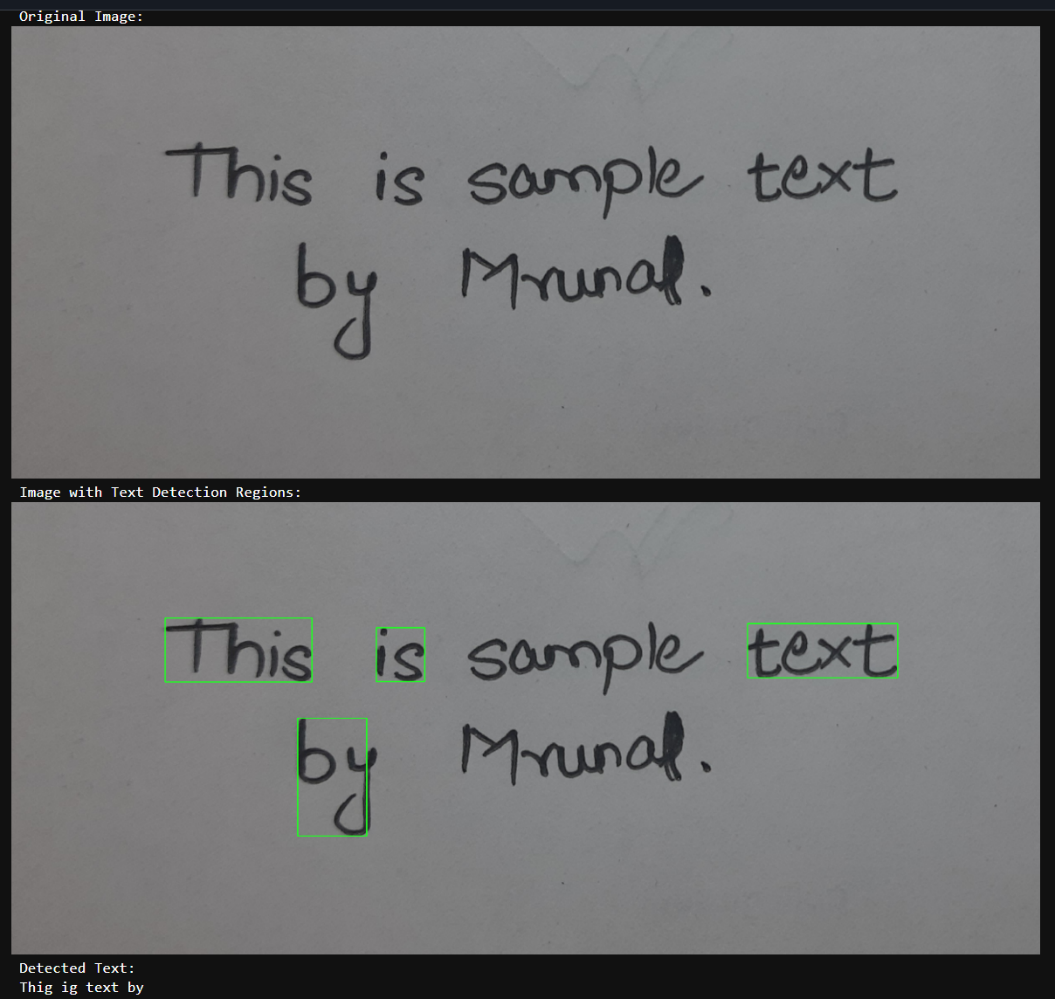 Original Image:
This is sample text
by Mrunal.
Image with Text Detection Regions:
This is sample text
by Mrunal.
Detected Text:
Thig ig text by